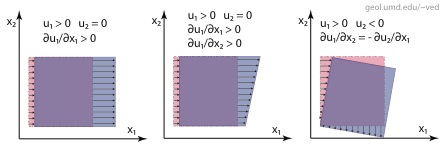 geol.umd.edu/~ved
x₂
u₁ > 0 u₂ = 0
∂u₁/∂x₁ > 0
x₁
x₂
u₁ > 0 u₂ = 0
∂u₁/∂x₁ > 0
∂u₁/∂x₂ > 0
x₁
x₂
u₁ > 0 u₂ < 0
∂u₁/∂x₂ = - ∂u₂/∂x₁
x₁